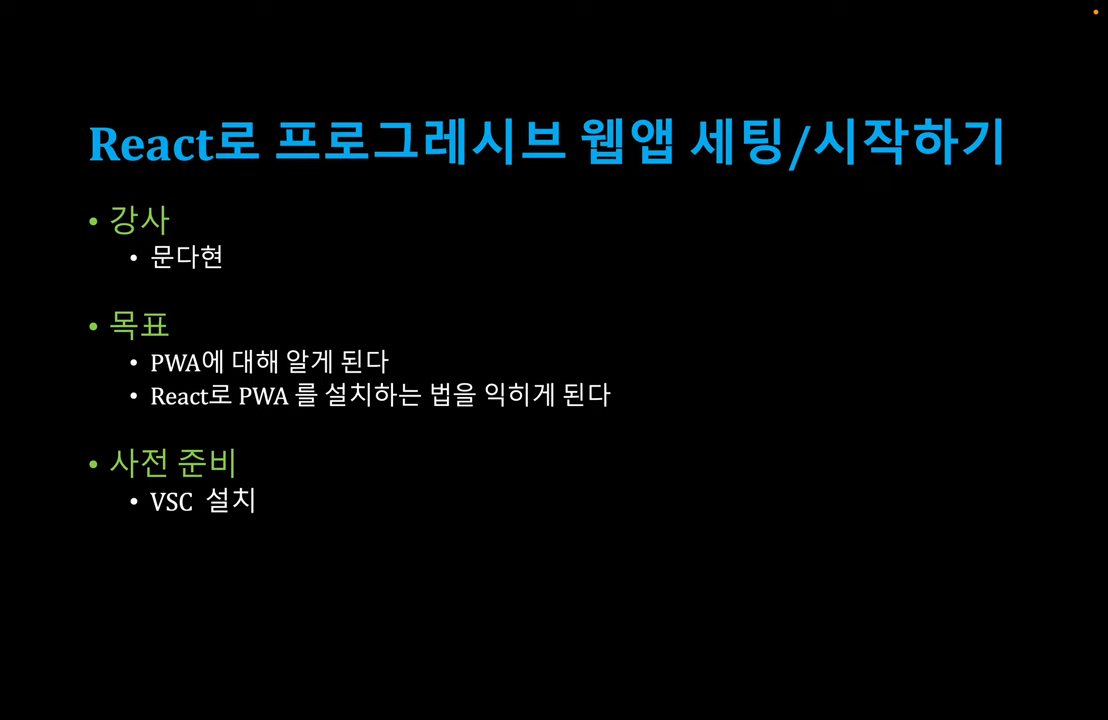 React로 프로그레시브 웹앱 세팅/시작하기
• 강사
• 문다현
• 목표
• PWA에 대해 알게 된다
• React로 PWA 를 설치하는 법을 익히게 된다
• 사전 준비
• VSC 설치